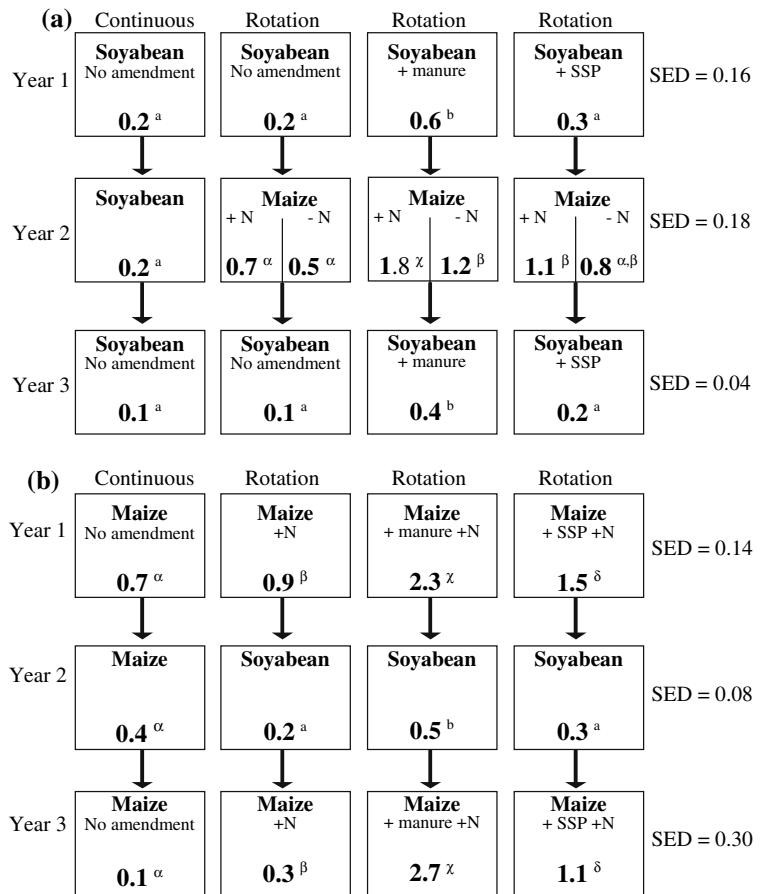 (a) Continuous Rotation Rotation Rotation
Year 1
Soyabean Soyabean Soyabean Soyabean
No amendment No amendment + manure + SSP
SED = 0.16
0.2 a 0.2 a 0.6 b 0.3 a
Year 2
Soyabean Maize Maize Maize
+ N - N + N - N + N - N
SED = 0.18
0.2 a 0.7 α 0.5 α 1.8 χ 1.2 β 1.1 β 0.8 α,β
Year 3
Soyabean Soyabean Soyabean Soyabean
No amendment No amendment + manure + SSP
SED = 0.04
0.1 a 0.1 a 0.4 b 0.2 a
(b) Continuous Rotation Rotation Rotation
Year 1
Maize Maize Maize Maize
No amendment +N + manure +N + SSP +N
SED = 0.14
0.7 α 0.9 β 2.3 χ 1.5 δ
Year 2
Maize Soyabean Soyabean Soyabean
SED = 0.08
0.4 α 0.2 a 0.5 b 0.3 a
Year 3
Maize Maize Maize Maize
No amendment +N + manure +N + SSP +N
SED = 0.30
0.1 α 0.3 β 2.7 χ 1.1 δ